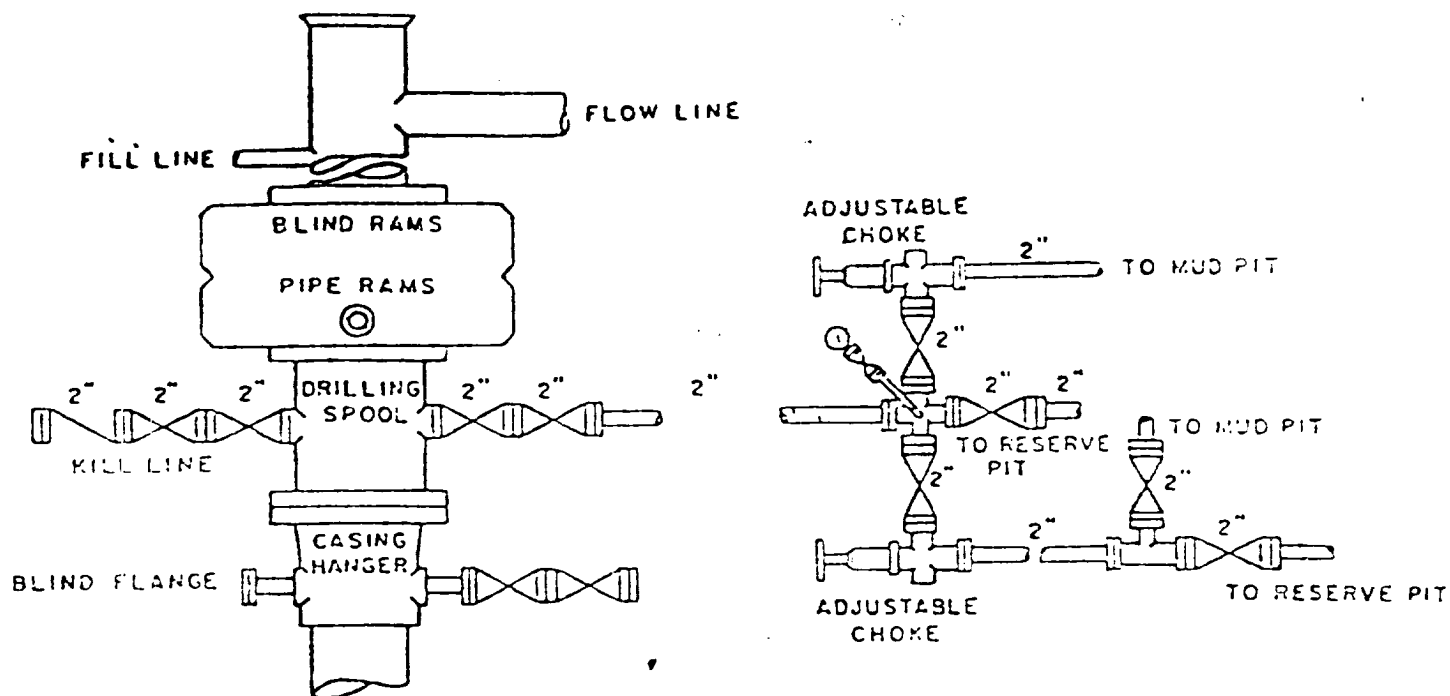 FLOW LINE
FILL LINE
BLIND RAMS
PIPE RAMS
2" 2" 2" DRILLING SPOOL 2" 2" 2"
KILL LINE
CASING
HANGER
BLIND FLANGE
ADJUSTABLE
CHOKE
2"
TO MUD PIT
2"
2" 2"
TO RESERVE
PIT
TO MUD PIT
2"
2"
2"
2"
TO RESERVE PIT
ADJUSTABLE
CHOKE